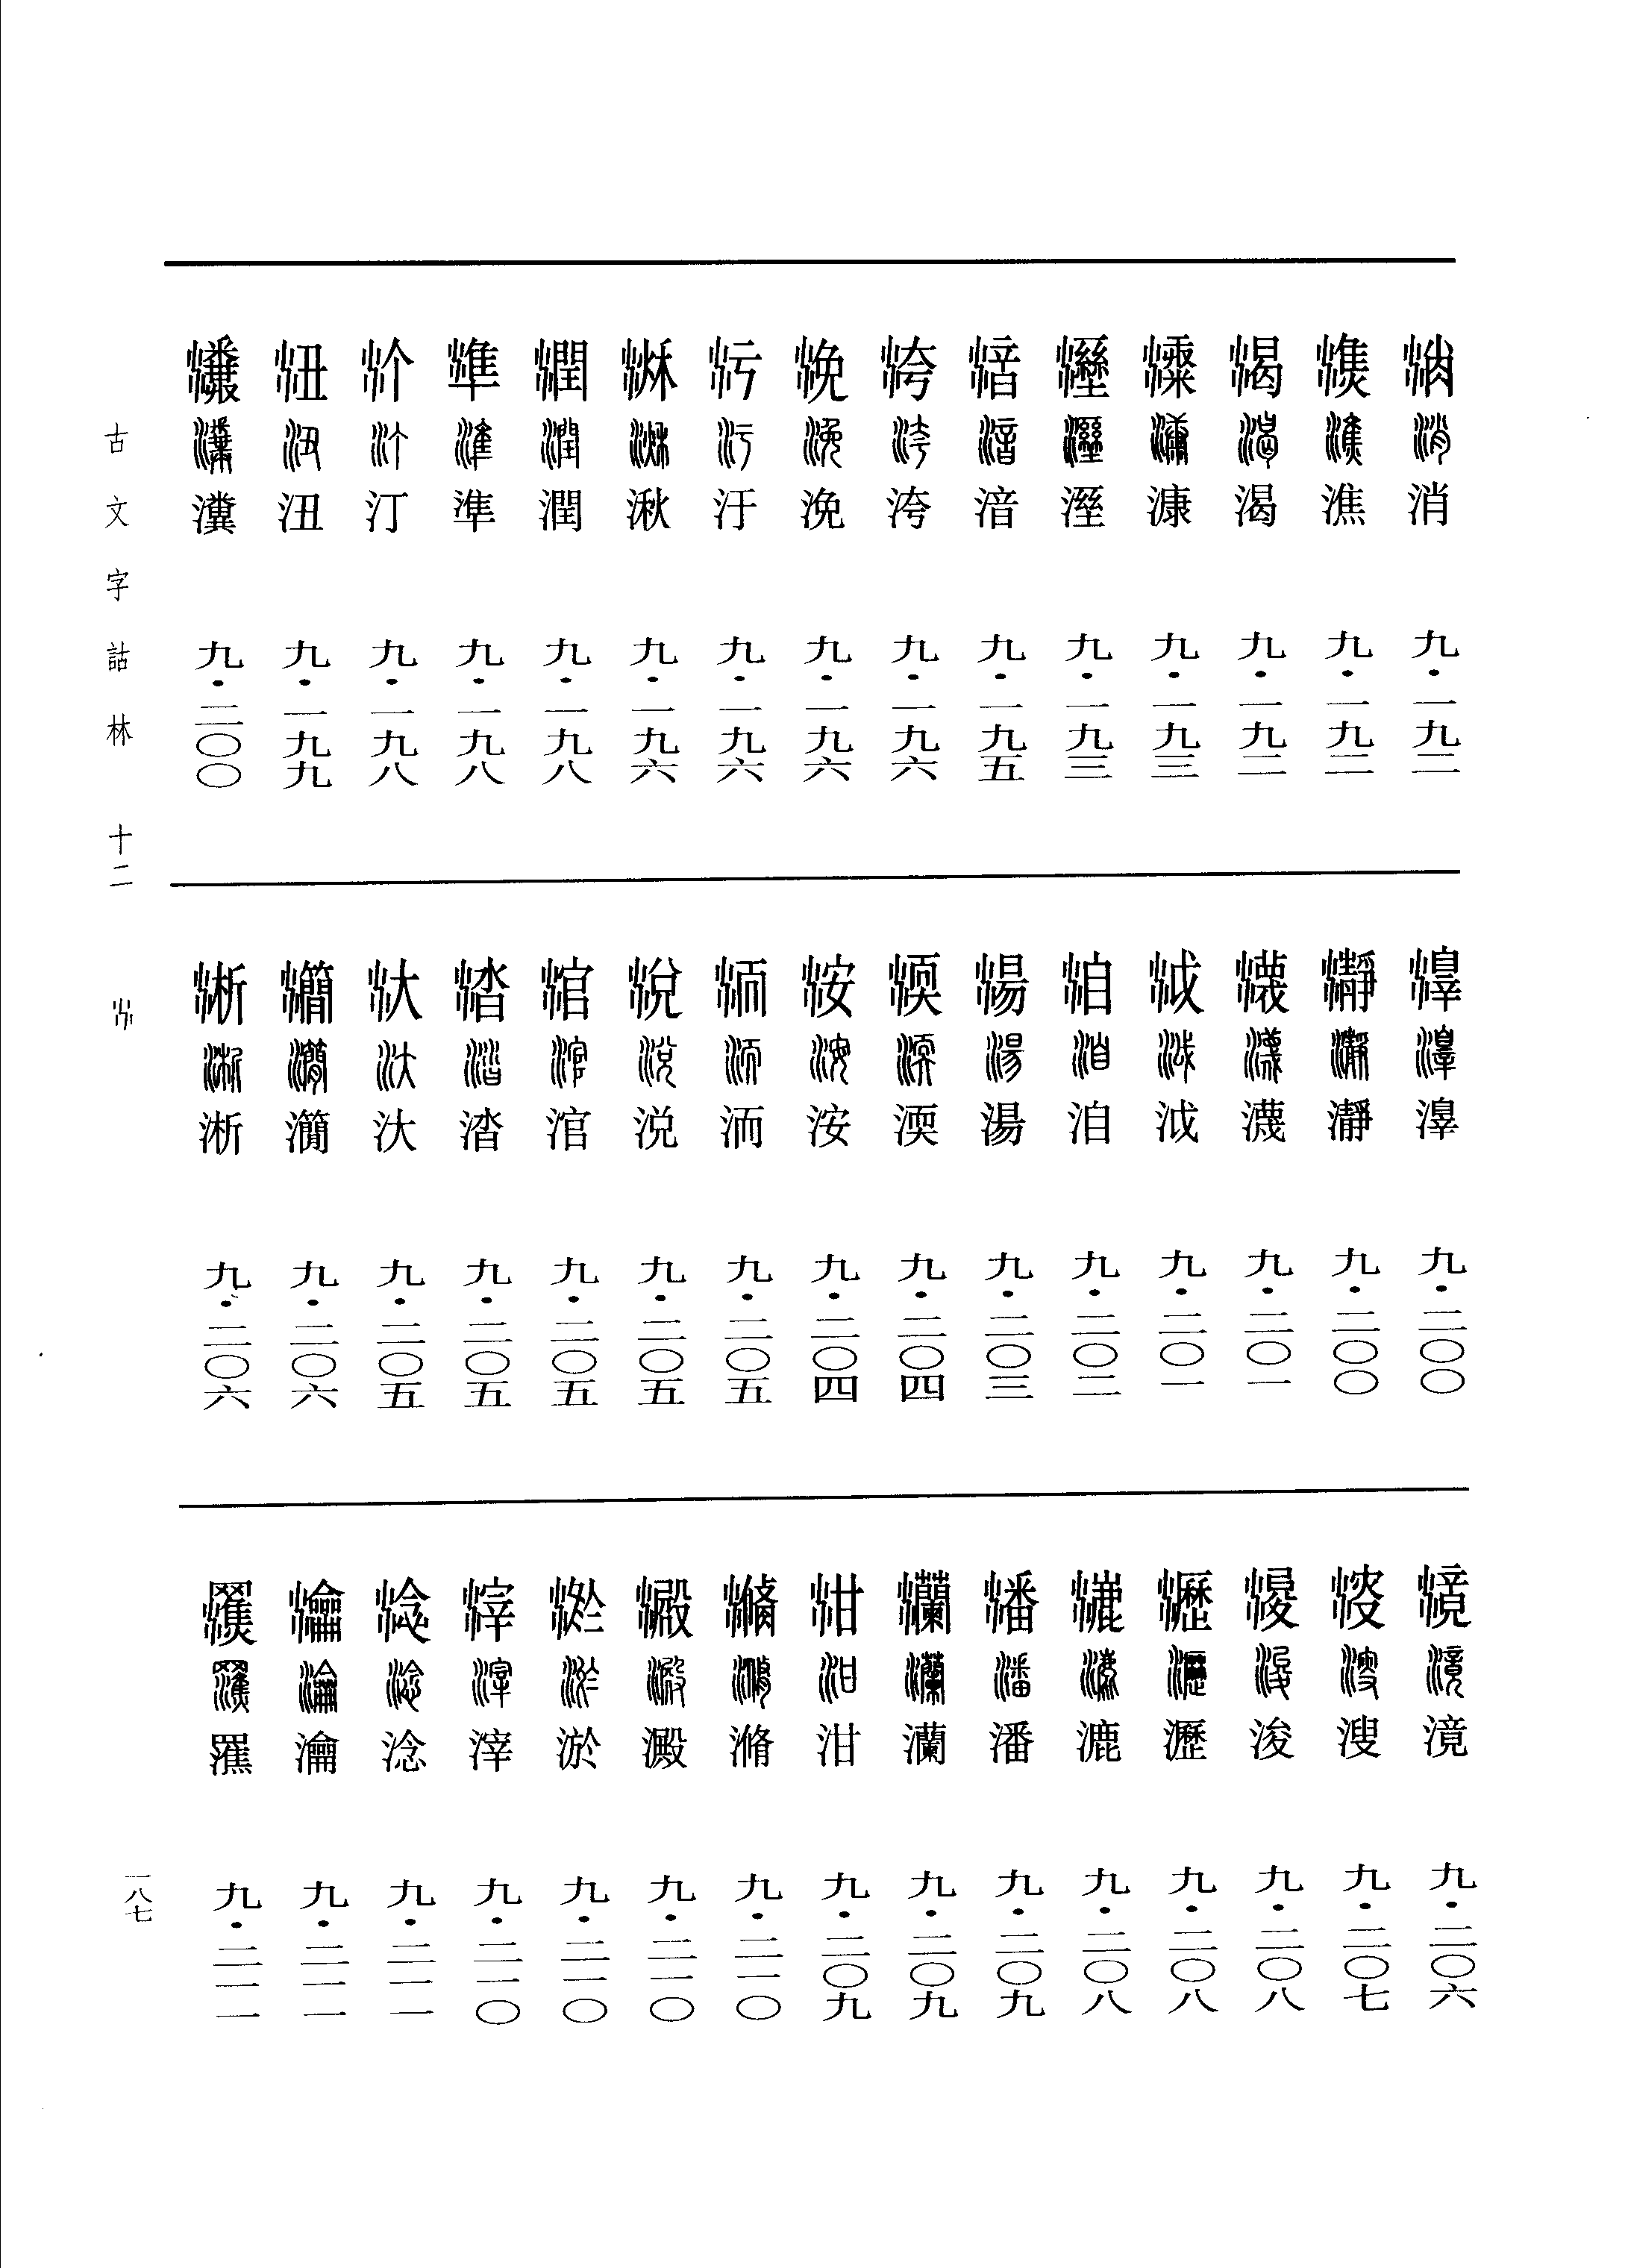 消 九·一九二
潐 九·一九二
渴 九·一九二
漮 九·一九三
溼 九·一九三
湆 九·一九五
洿 九·一九六
浼 九·一九六
汙 九·一九六
湫 九·一九六
潤 九·一九八
準 九·一九八
汀 九·一九八
沑 九·一九九
瀵 九·二〇〇
滜 九·二〇〇
瀞 九·二〇〇
瀎 九·二〇一
泧 九·二〇一
洎 九·二〇二
湯 九·二〇三
渜 九·二〇四
洝 九·二〇四
洏 九·二〇五
涚 九·二〇五
涫 九·二〇五
涾 九·二〇五
汏 九·二〇五
㶕 九·二〇六
淅 九·二〇六
滰 九·二〇六
溲 九·二〇七
浚 九·二〇八
瀝 九·二〇八
漉 九·二〇八
潘 九·二〇九
灡 九·二〇九
泔 九·二〇九
滫 九·二一〇
澱 九·二一〇
淤 九·二一〇
滓 九·二一〇
淰 九·二一一
瀹 九·二一一
九·二一一
古文字詁林 十二
一八七